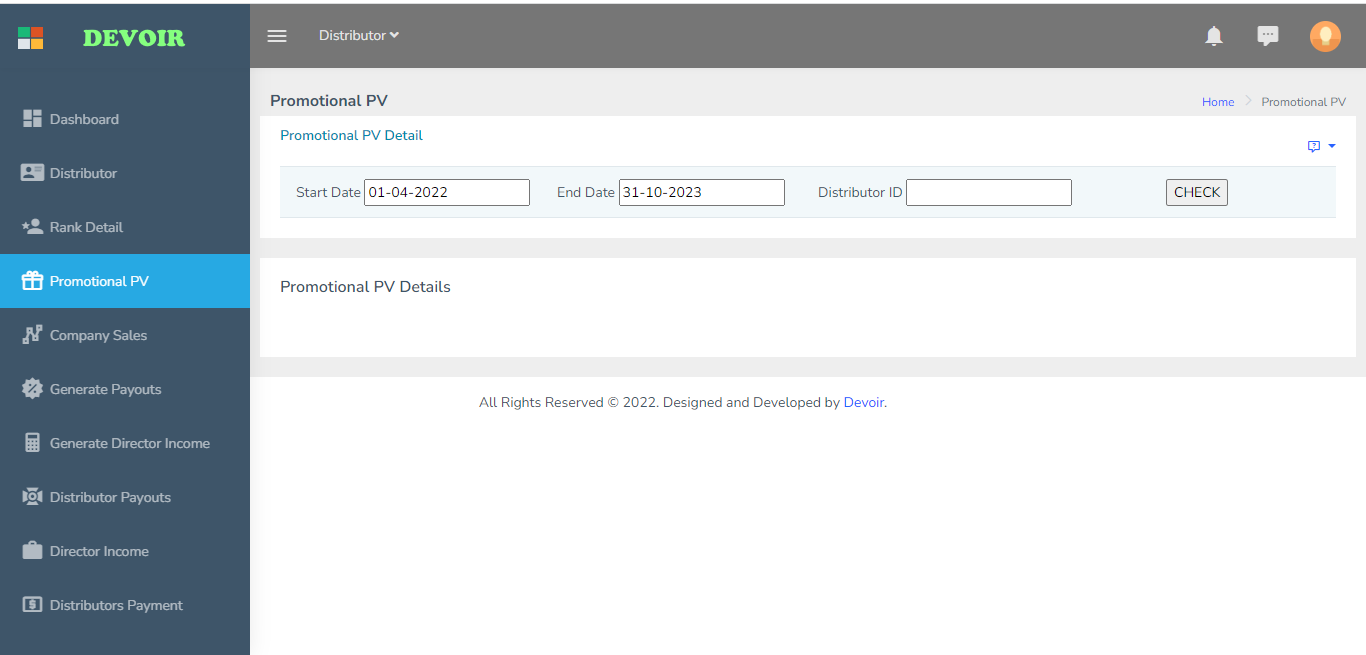 DEVOIR
Distributor
Dashboard
Distributor
Rank Detail
Promotional PV
Company Sales
Generate Payouts
Generate Director Income
Distributor Payouts
Director Income
Distributors Payment
Promotional PV
Home > Promotional PV
Promotional PV Detail
Start Date 01-04-2022 End Date 31-10-2023 Distributor ID CHECK
Promotional PV Details
All Rights Reserved © 2022. Designed and Developed by Devoir.